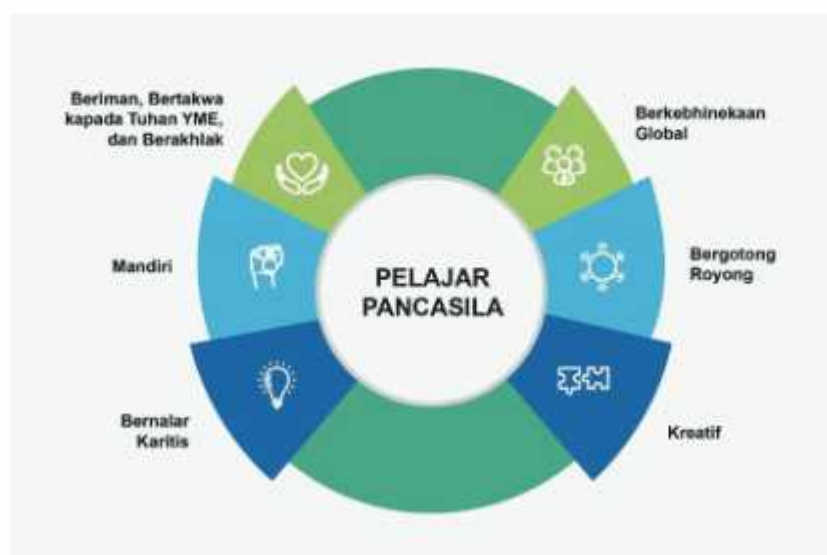 Beriman, Bertakwa
kapada Tuhan YME,
dan Berakhlak
Berkebhinekaan
Global
Mandiri
PELAJAR
PANCASILA
Bergotong
Royong
Bernalar
Karitis
Kreatif